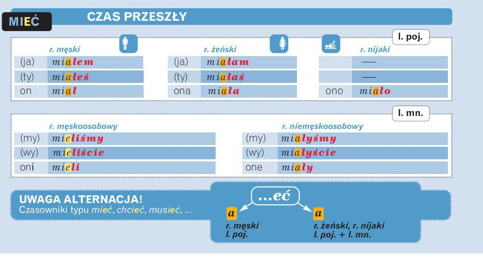 MIEĆ
CZAS PRZESZŁY
l. poj.
r. męski
r. żeński
r. nijaki
(ja) miałem (ja) miałam —
(ty) miałeś (ty) miałaś —
on miał ona miała ono miało
l. mn.
r. męskoosobowy
r. niemęskoosobowy
(my) mieliśmy (my) miałyśmy
(wy) mieliście (wy) miałyście
oni mieli one miały
UWAGA ALTERNACJA!
Czasowniki typu mieć, chcieć, musieć, ...
...eć
a a
r. męski r. żeński, r. nijaki
l. poj. l. poj. + l. mn.